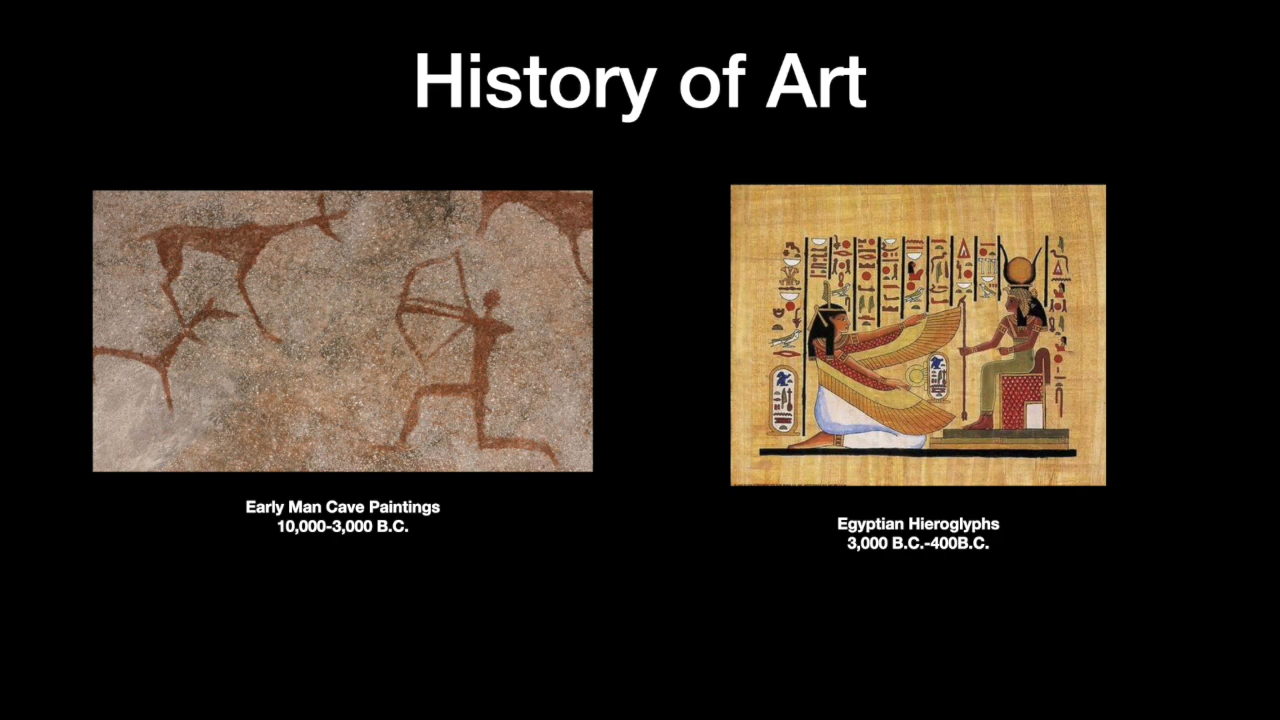 History of Art
Early Man Cave Paintings
10,000-3,000 B.C.
Egyptian Hieroglyphs
3,000 B.C.-400B.C.